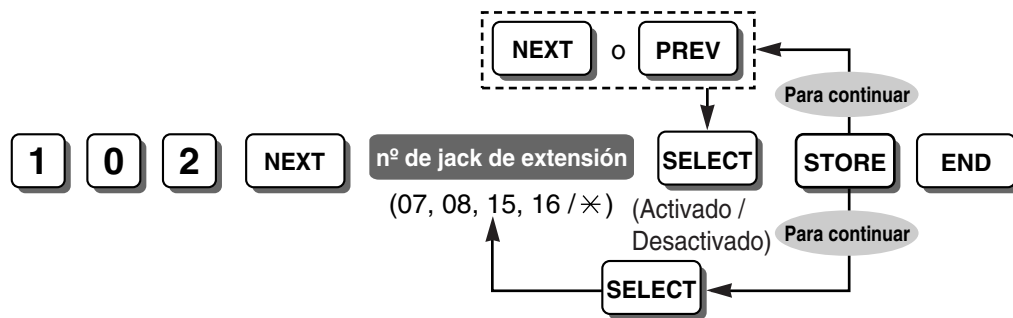 NEXT o PREV
Para continuar
1 0 2 NEXT nº de jack de extensión SELECT STORE END
(07, 08, 15, 16 / ✳)
(Activado /
Desactivado)
Para continuar
SELECT